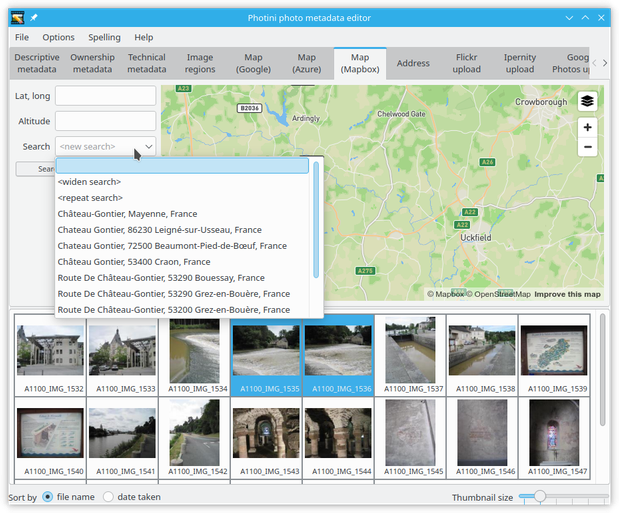 Photini photo metadata editor
File Options Spelling Help
Descriptive metadata
Ownership metadata
Technical metadata
Image regions
Map (Google)
Map (Azure)
Map (Mapbox)
Address
Flickr upload
Ipernity upload
Goog
Photos up
Lat, long
Altitude
Search <new search>
Sear
<widen search>
<repeat search>
Château-Gontier, Mayenne, France
Chateau Gontier, 86230 Leigné-sur-Usseau, France
Chateau Gontier, 72500 Beaumont-Pied-de-Bœuf, France
Château-Gontier, 53400 Craon, France
Route De Château-Gontier, 53290 Bouessay, France
Route De Château-Gontier, 53290 Grez-en-Bouère, France
Route De Château-Gontier, 53200 Grez-en-Bouère, France
A23
B2036
Ardingly
Chelwood Gate
Crowborough
A26
A22
A22
Uckfield
A275
© Mapbox © OpenStreetMap Improve this map
A1100_IMG_1532 A1100_IMG_1533 A1100_IMG_1534 A1100_IMG_1535 A1100_IMG_1536 A1100_IMG_1537 A1100_IMG_1538 A1100_IMG_1539
A1100_IMG_1540 A1100_IMG_1541 A1100_IMG_1542 A1100_IMG_1543 A1100_IMG_1544 A1100_IMG_1545 A1100_IMG_1546 A1100_IMG_1547
Sort by file name date taken Thumbnail size